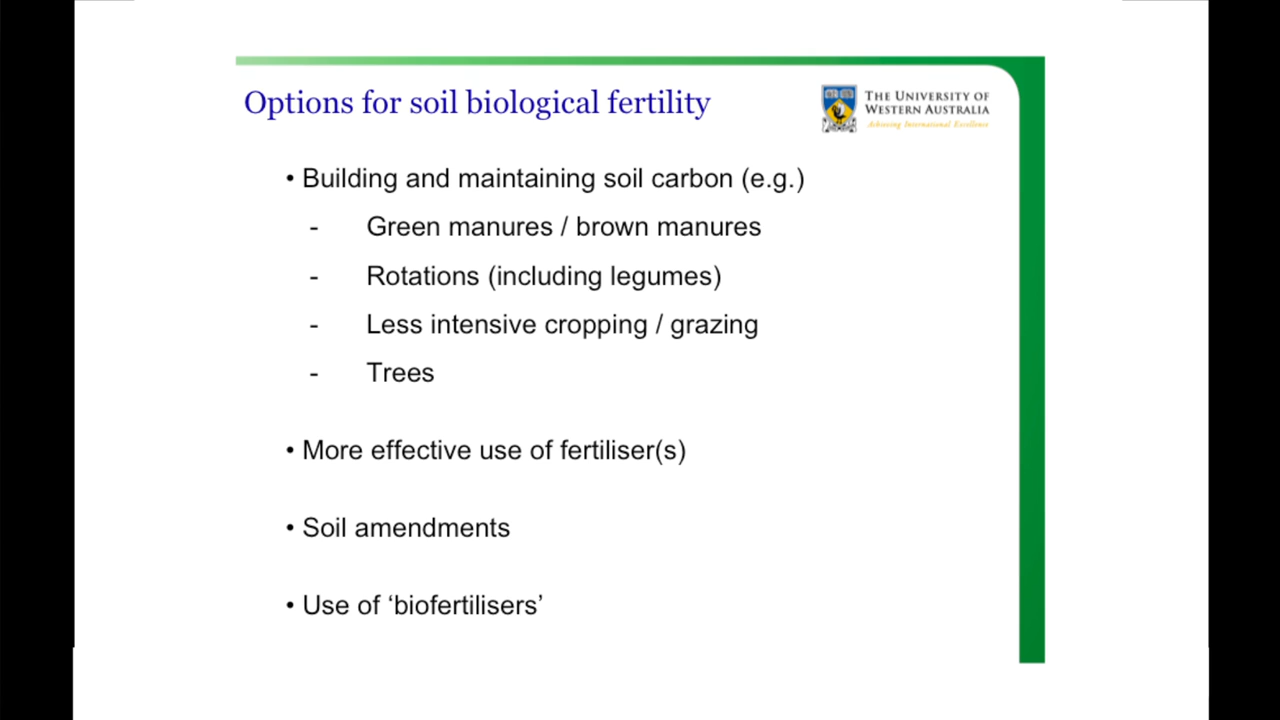 Options for soil biological fertility
THE UNIVERSITY OF
WESTERN AUSTRALIA
Achieving International Excellence
• Building and maintaining soil carbon (e.g.)
- Green manures / brown manures
- Rotations (including legumes)
- Less intensive cropping / grazing
- Trees
• More effective use of fertiliser(s)
• Soil amendments
• Use of ‘biofertilisers’